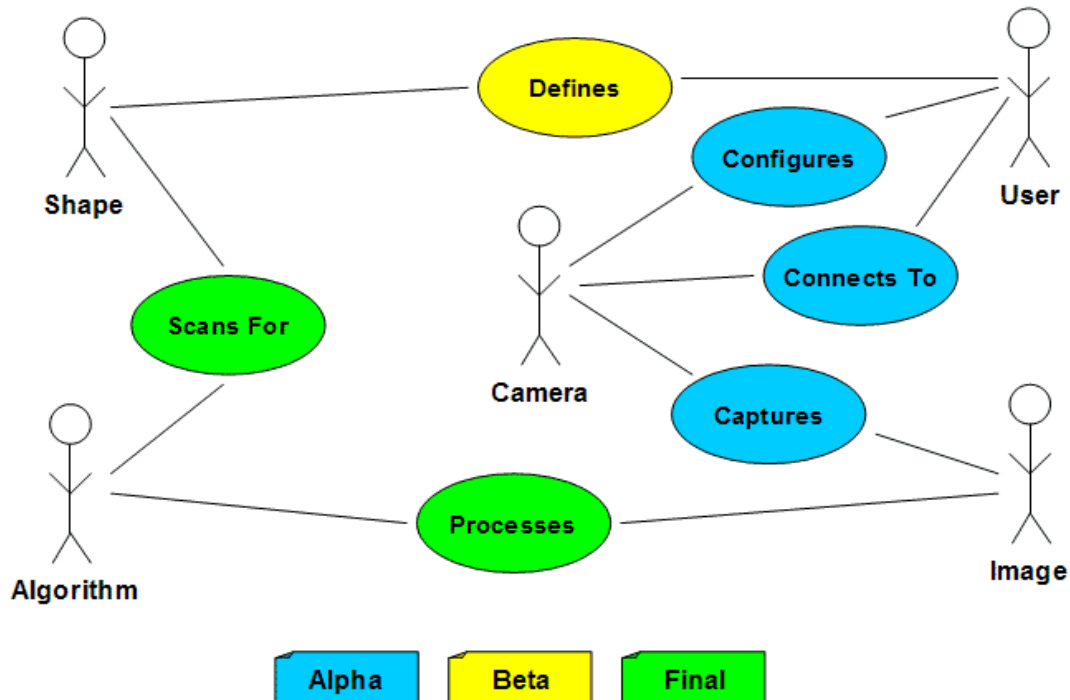 Defines
Configures
User
Shape
Connects To
Scans For
Camera
Captures
Processes
Image
Algorithm
Alpha
Beta
Final